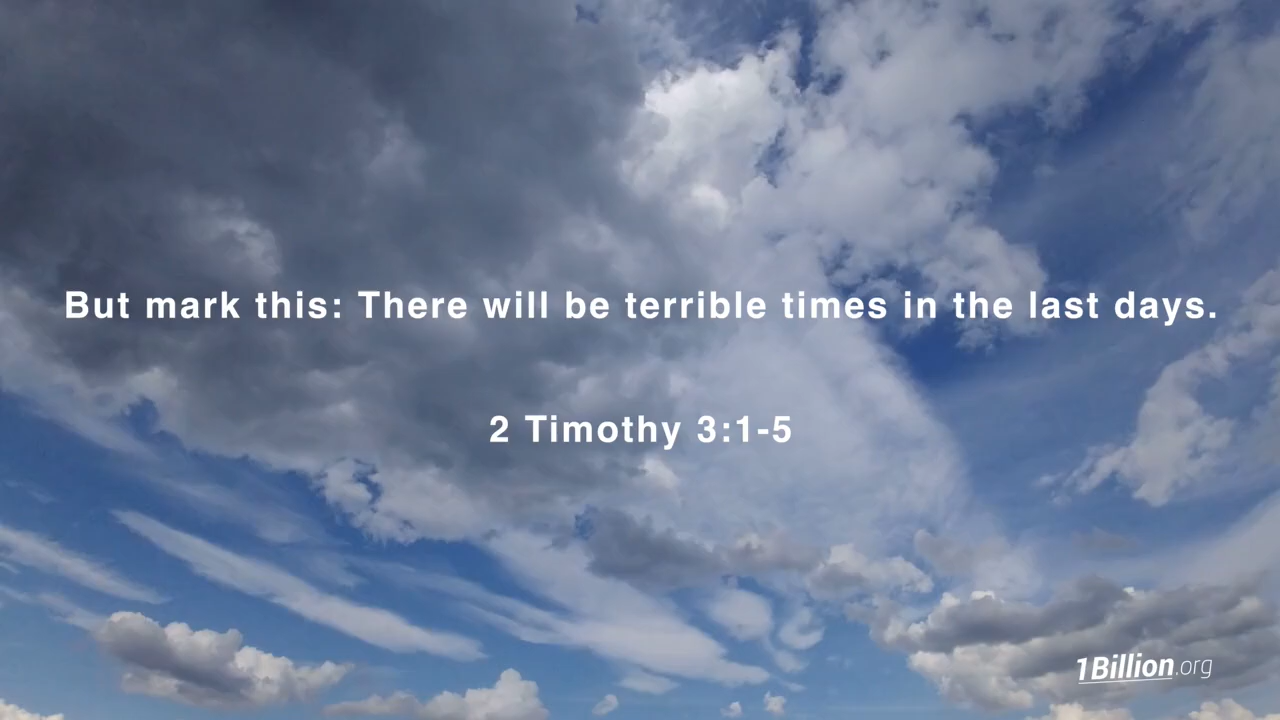 But mark this: There will be terrible times in the last days.
2 Timothy 3:1-5
1Billion.org